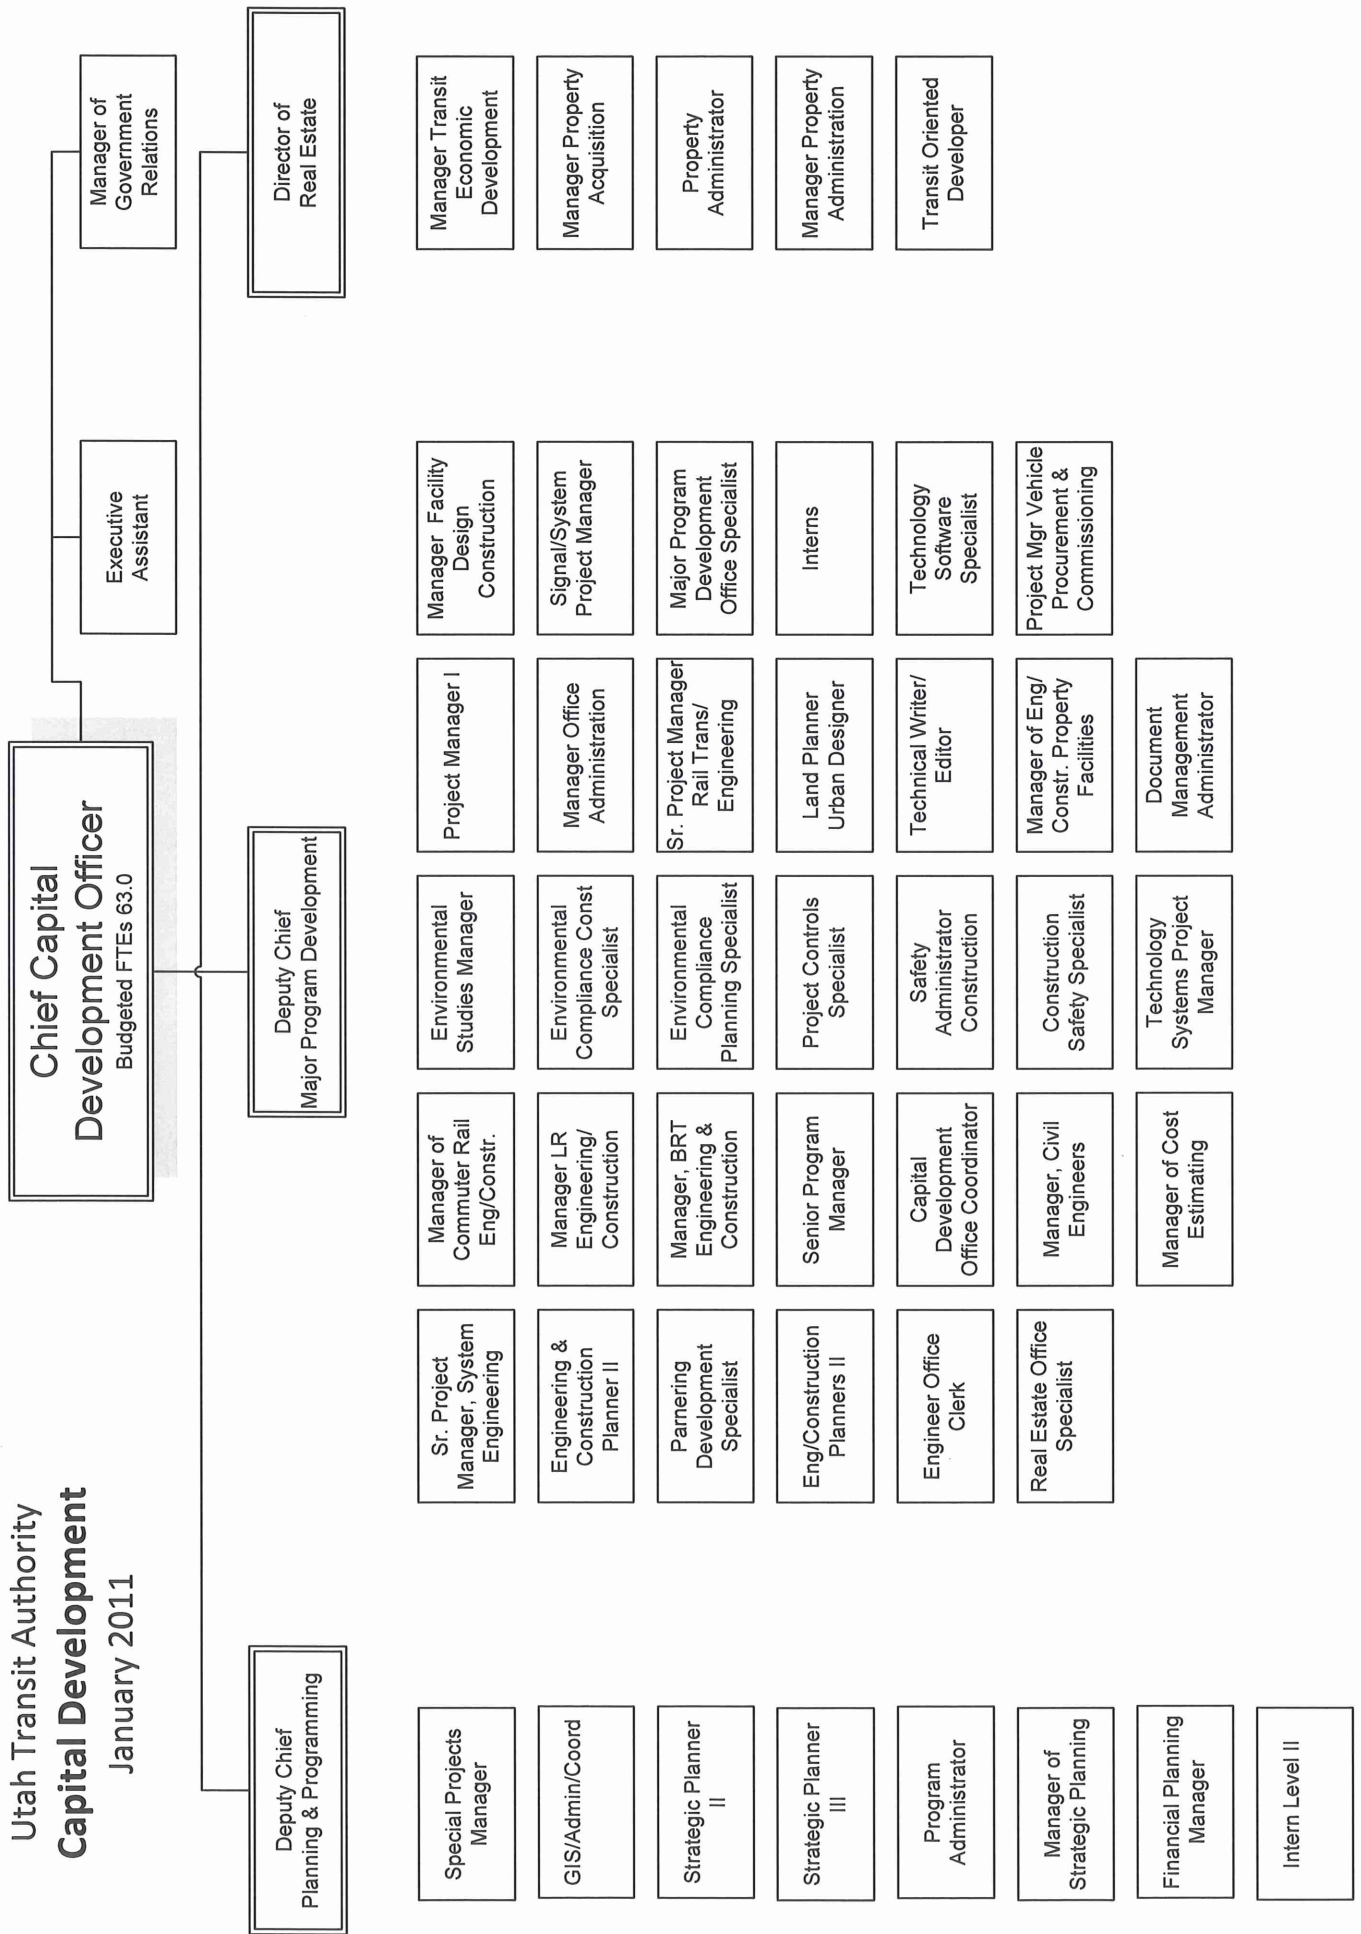 Utah Transit Authority
Capital Development
January 2011
Chief Capital
Development Officer
Budgeted FTEs 63.0
Executive
Assistant
Manager of
Government
Relations
Deputy Chief
Planning & Programming
Deputy Chief
Major Program Development
Director of
Real Estate
Special Projects
Manager
GIS/Admin/Coord
Strategic Planner
II
Strategic Planner
III
Program
Administrator
Manager of
Strategic Planning
Financial Planning
Manager
Intern Level II
Sr. Project
Manager, System
Engineering
Engineering &
Construction
Planner II
Parnering
Development
Specialist
Eng/Construction
Planners II
Engineer Office
Clerk
Real Estate Office
Specialist
Manager of
Commuter Rail
Eng/Constr.
Manager LR
Engineering/
Construction
Manager, BRT
Engineering &
Construction
Senior Program
Manager
Capital
Development
Office Coordinator
Manager, Civil
Engineers
Manager of Cost
Estimating
Environmental
Studies Manager
Environmental
Compliance Const
Specialist
Environmental
Compliance
Planning Specialist
Project Controls
Specialist
Safety
Administrator
Construction
Construction
Safety Specialist
Technology
Systems Project
Manager
Project Manager I
Manager Office
Administration
Sr. Project Manager
Rail Trans/
Engineering
Land Planner
Urban Designer
Technical Writer/
Editor
Manager of Eng/
Constr. Property
Facilities
Document
Management
Administrator
Manager Facility
Design
Construction
Signal/System
Project Manager
Major Program
Development
Office Specialist
Interns
Technology
Software
Specialist
Project Mgr Vehicle
Procurement &
Commissioning
Manager Transit
Economic
Development
Manager Property
Acquisition
Property
Administrator
Manager Property
Administration
Transit Oriented
Developer